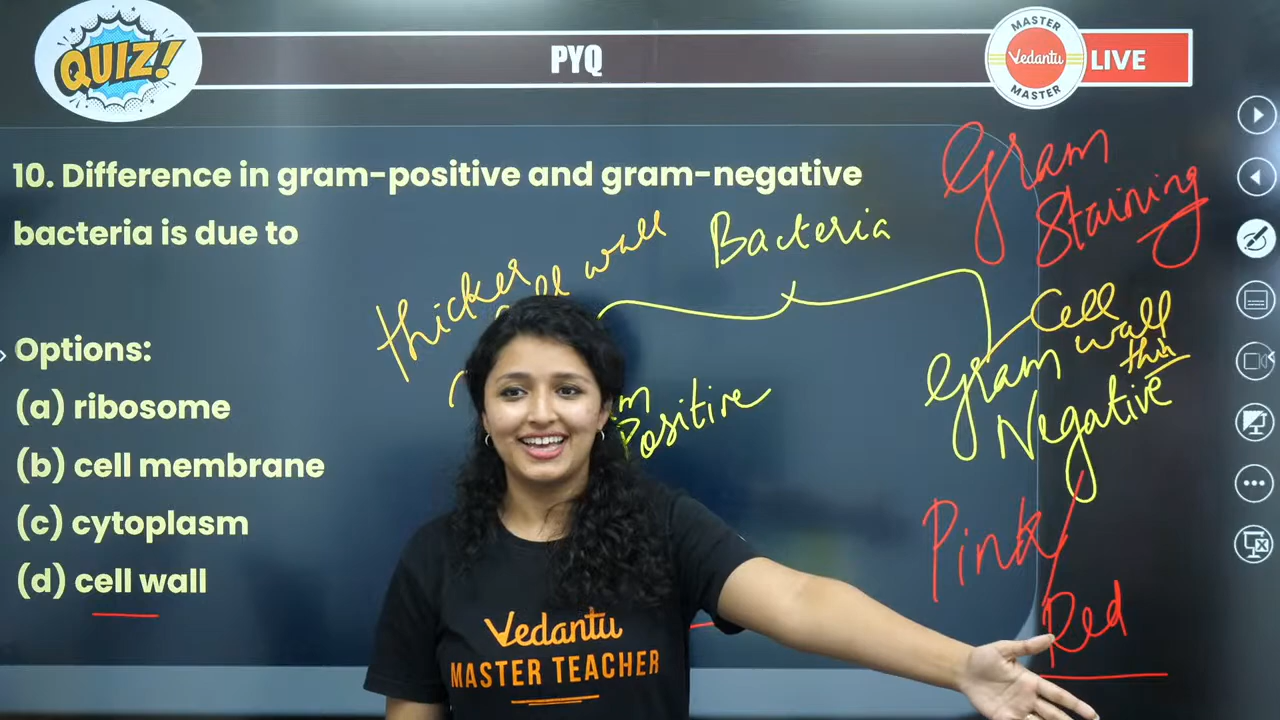 QUIZ!
PYQ
MASTER
Vedantu
MASTER
LIVE
10. Difference in gram-positive and gram-negative
bacteria is due to
Options:
(a) ribosome
(b) cell membrane
(c) cytoplasm
(d) cell wall
Gram
Staining
Bacteria
thicker
wall
Positive
Cell
wall
thin
Gram
Negative
Pink/
Red
Vedantu
MASTER TEACHER